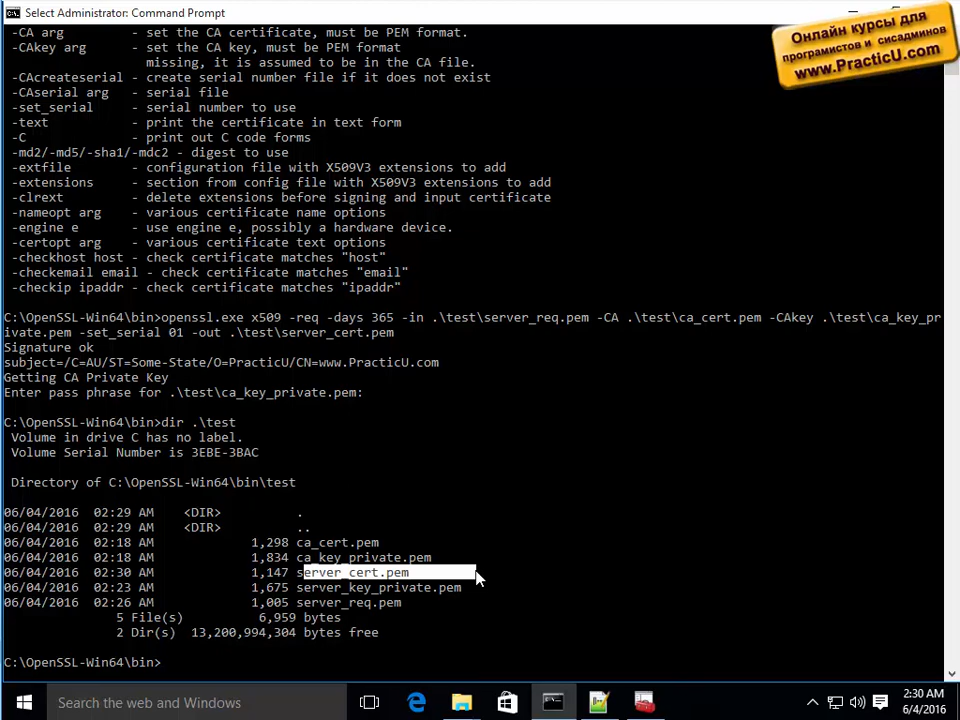 Select Administrator: Command Prompt
Онлайн курсы для
програмистов и сисадминов
www.PracticU.com
-CA arg         - set the CA certificate, must be PEM format.
-CAkey arg      - set the CA key, must be PEM format
                  missing, it is assumed to be in the CA file.
-CAcreateserial - create serial number file if it does not exist
-CAserial arg   - serial file
-set_serial     - serial number to use
-text           - print the certificate in text form
-C              - print out C code forms
-md2/-md5/-sha1/-mdc2 - digest to use
-extfile        - configuration file with X509V3 extensions to add
-extensions     - section from config file with X509V3 extensions to add
-clrext         - delete extensions before signing and input certificate
-nameopt arg    - various certificate name options
-engine e       - use engine e, possibly a hardware device.
-certopt arg    - various certificate text options
-checkhost host - check certificate matches "host"
-checkemail email - check certificate matches "email"
-checkip ipaddr - check certificate matches "ipaddr"
C:\OpenSSL-Win64\bin>openssl.exe x509 -req -days 365 -in .\test\server_req.pem -CA .\test\ca_cert.pem -CAkey .\test\ca_key_pr
ivate.pem -set_serial 01 -out .\test\server_cert.pem
Signature ok
subject=/C=AU/ST=Some-State/O=PracticU/CN=www.PracticU.com
Getting CA Private Key
Enter pass phrase for .\test\ca_key_private.pem:
C:\OpenSSL-Win64\bin>dir .\test
 Volume in drive C has no label.
 Volume Serial Number is 3EBE-3BAC
 Directory of C:\OpenSSL-Win64\bin\test
06/04/2016  02:29 AM    <DIR>          .
06/04/2016  02:29 AM    <DIR>          ..
06/04/2016  02:18 AM             1,298 ca_cert.pem
06/04/2016  02:18 AM             1,834 ca_key_private.pem
06/04/2016  02:30 AM             1,147 server_cert.pem
06/04/2016  02:23 AM             1,675 server_key_private.pem
06/04/2016  02:26 AM             1,005 server_req.pem
               5 File(s)          6,959 bytes
               2 Dir(s)  13,200,994,304 bytes free
C:\OpenSSL-Win64\bin>
Search the web and Windows
2:30 AM
6/4/2016